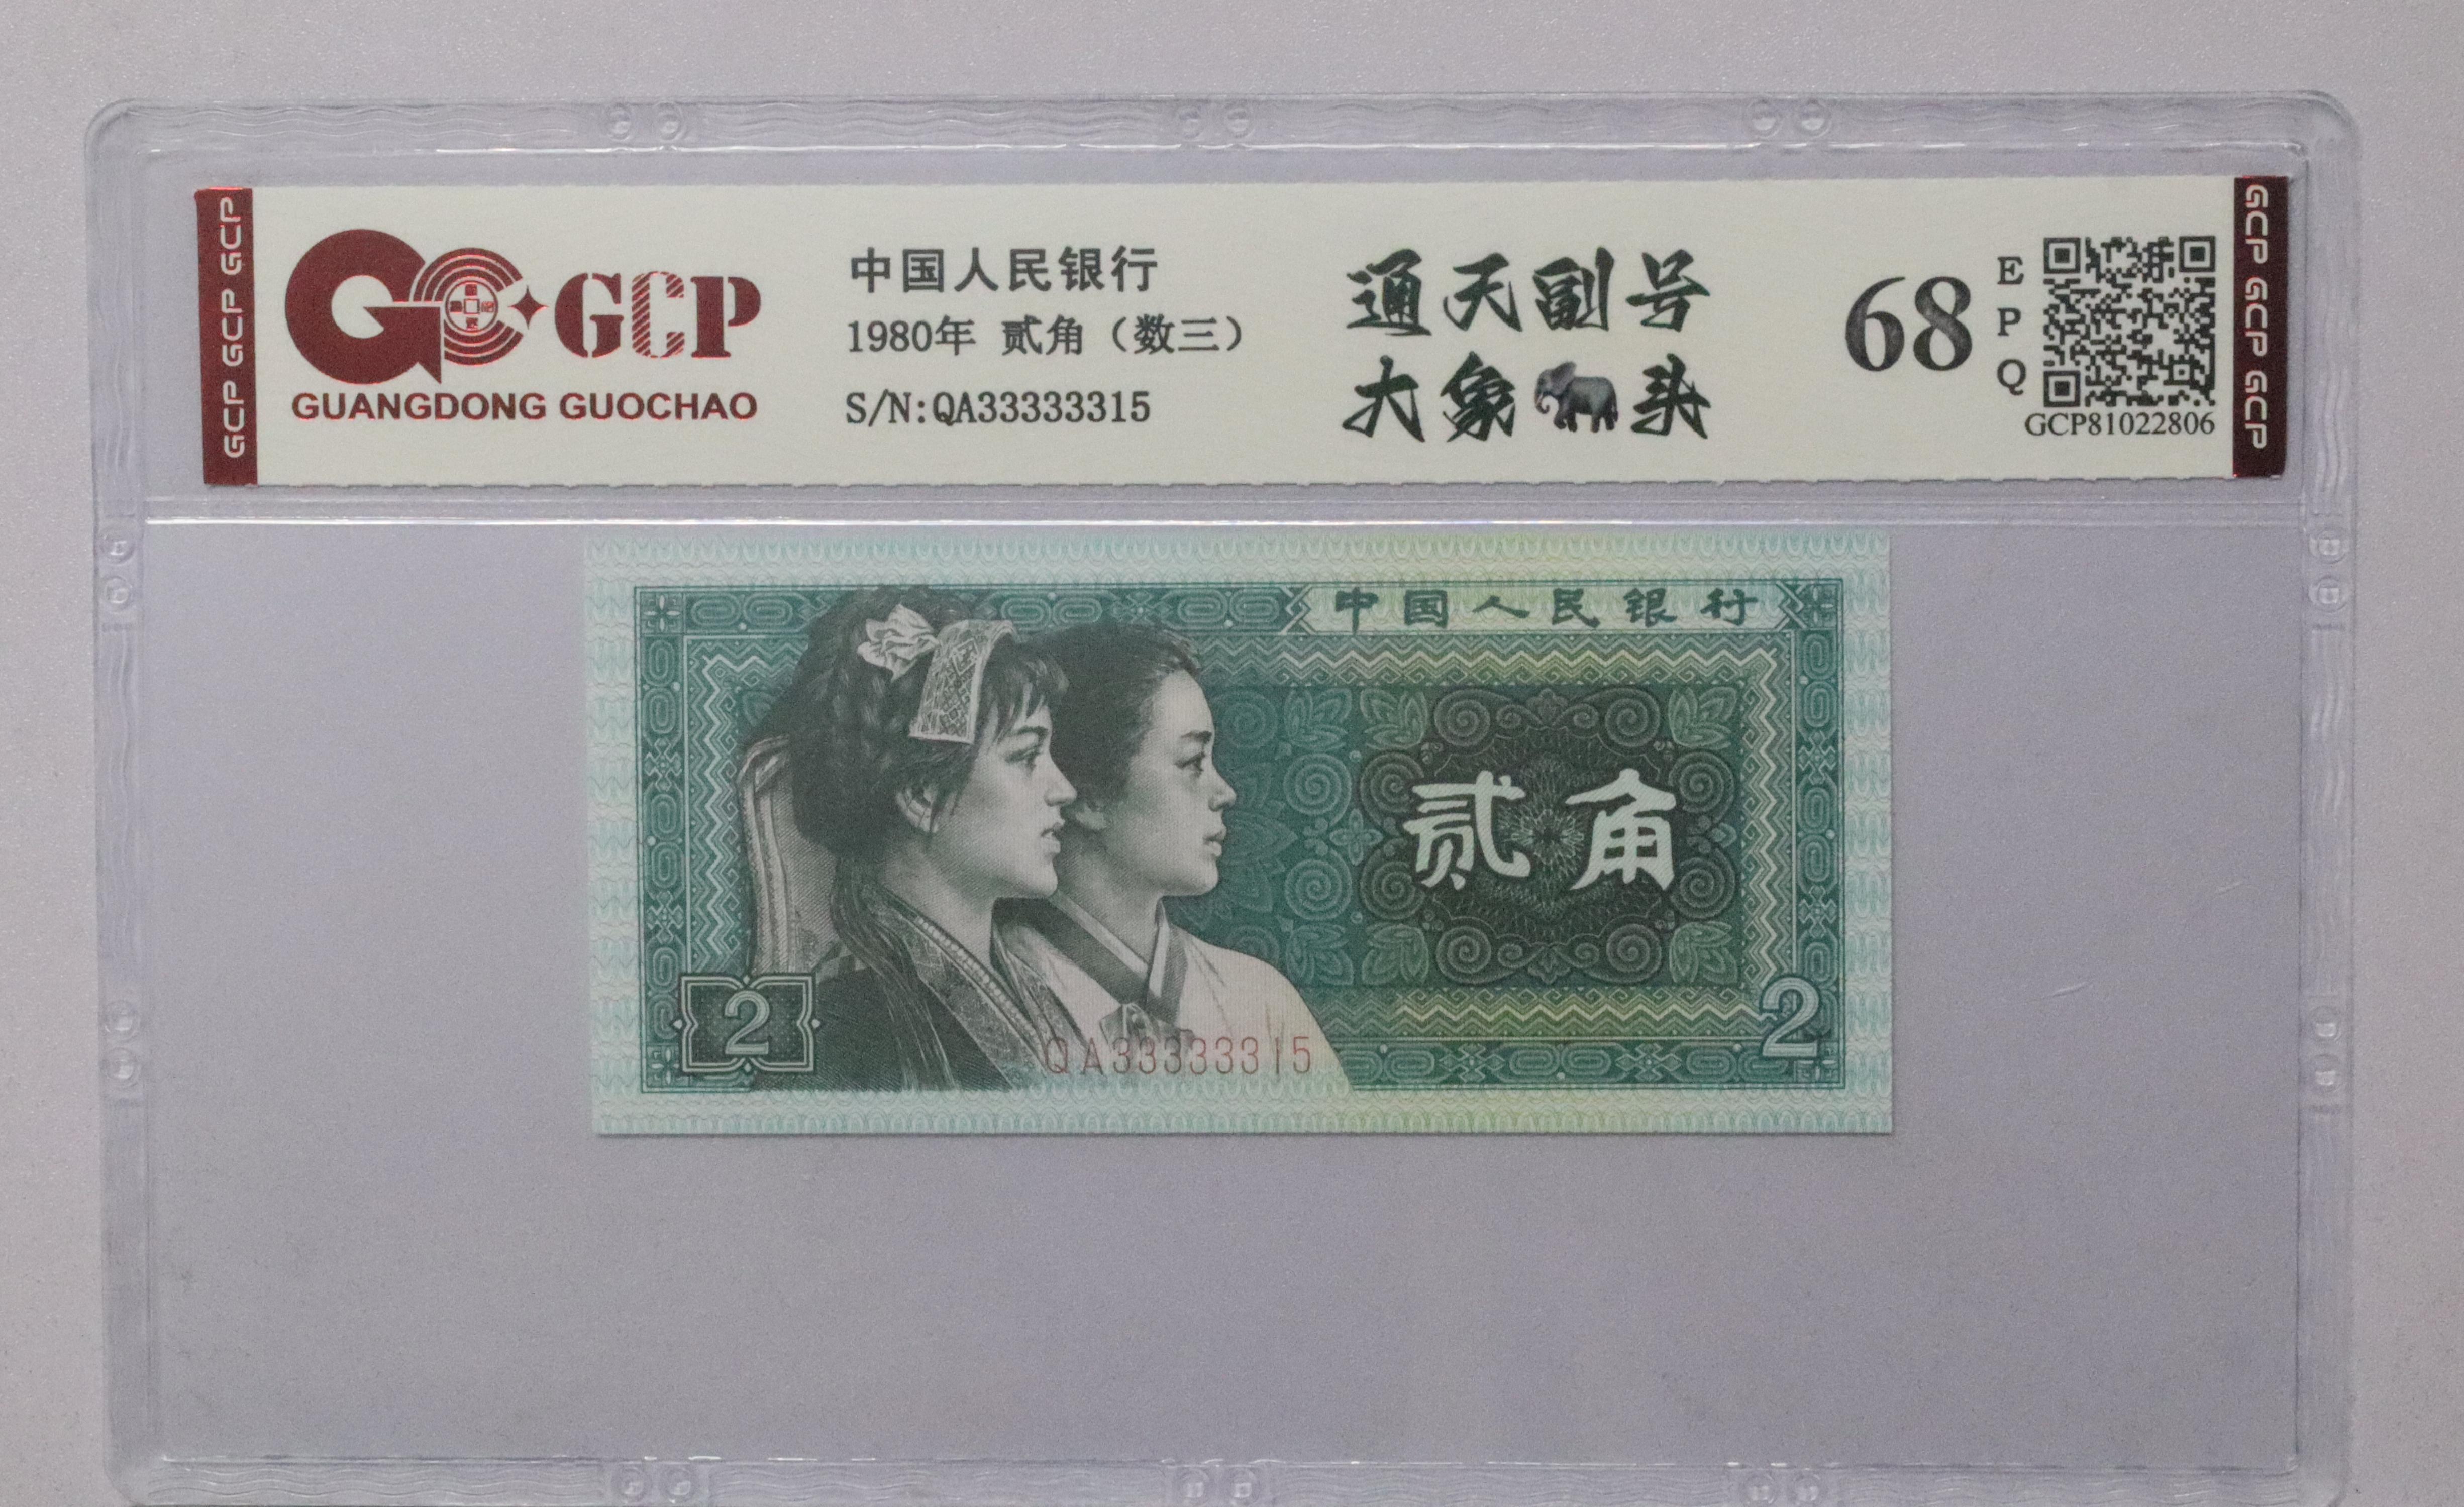 GCP GCP GCP
GCP
GUANGDONG GUOCHAO
中国人民银行
1980年 贰角（数三）
S/N:QA33333315
通天副号
大象🐘头
68
EPQ
GCP81022806
GCP GCP GCP
中国人民银行
贰角
2
QA33333315
2